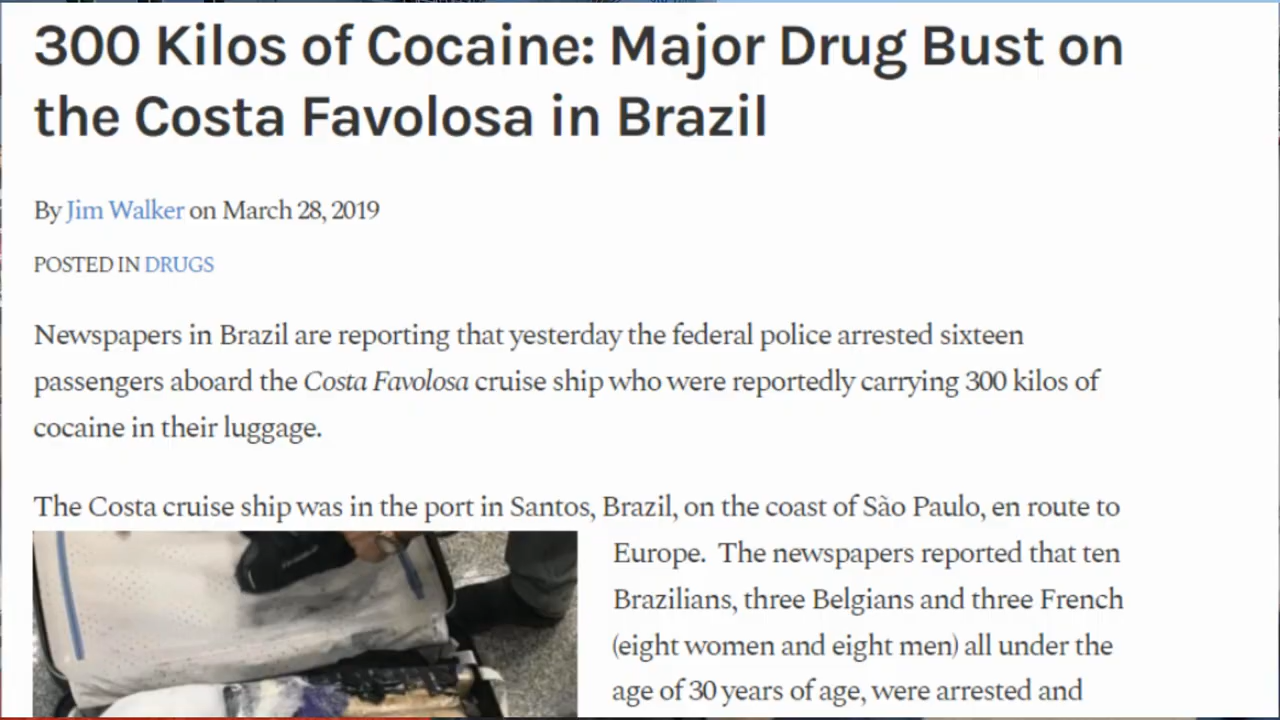 300 Kilos of Cocaine: Major Drug Bust on
the Costa Favolosa in Brazil
By Jim Walker on March 28, 2019
POSTED IN DRUGS
Newspapers in Brazil are reporting that yesterday the federal police arrested sixteen
passengers aboard the Costa Favolosa cruise ship who were reportedly carrying 300 kilos of
cocaine in their luggage.
The Costa cruise ship was in the port in Santos, Brazil, on the coast of Sào Paulo, en route to
Europe.  The newspapers reported that ten
Brazilians, three Belgians and three French
(eight women and eight men) all under the
age of 30 years of age, were arrested and